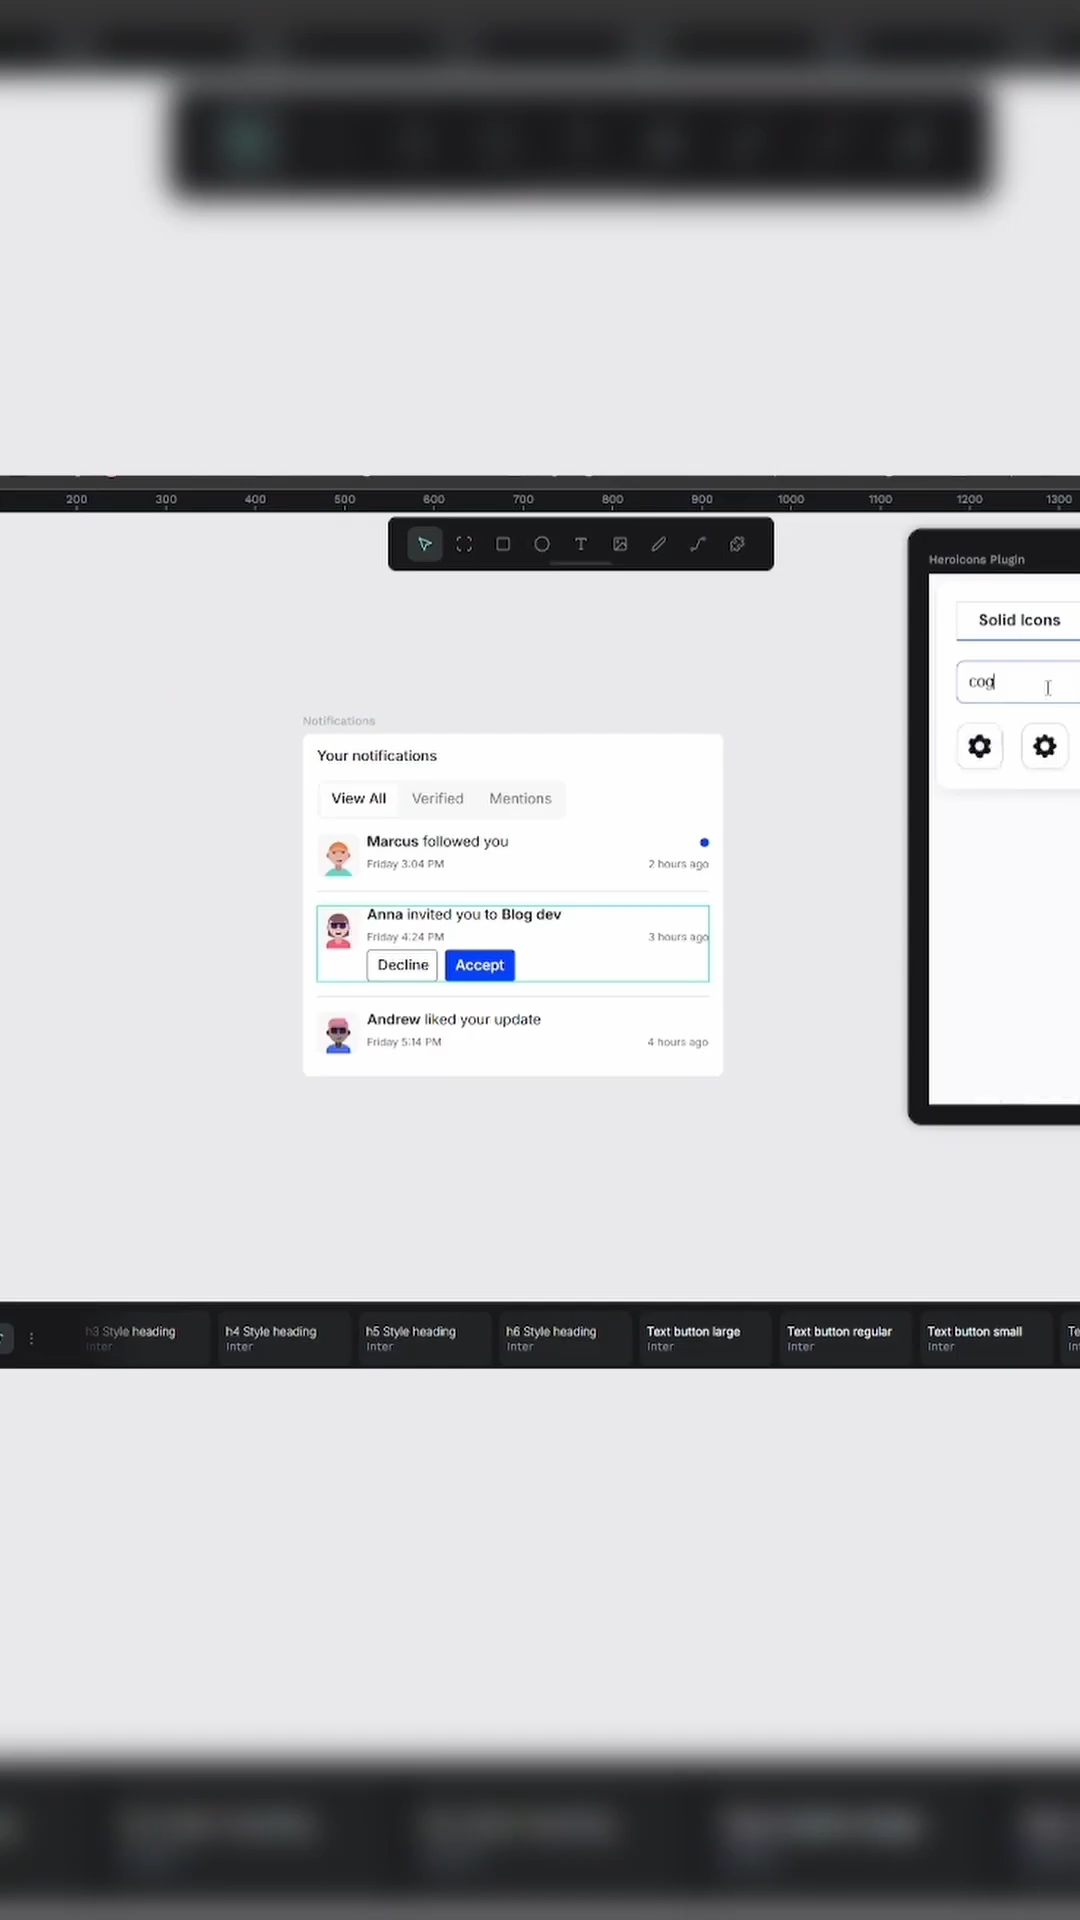 200 300 400 500 600 700 800 900 1000 1100 1200 1300
Heroicons Plugin
Solid Icons
cog
Notifications
Your notifications
View All Verified Mentions
Marcus followed you
Friday 3:04 PM 2 hours ago
Anna invited you to Blog dev
Friday 4:24 PM 3 hours ago
Decline Accept
Andrew liked your update
Friday 5:14 PM 4 hours ago
h3 Style heading
Inter
h4 Style heading
Inter
h5 Style heading
Inter
h6 Style heading
Inter
Text button large
Inter
Text button regular
Inter
Text button small
Inter